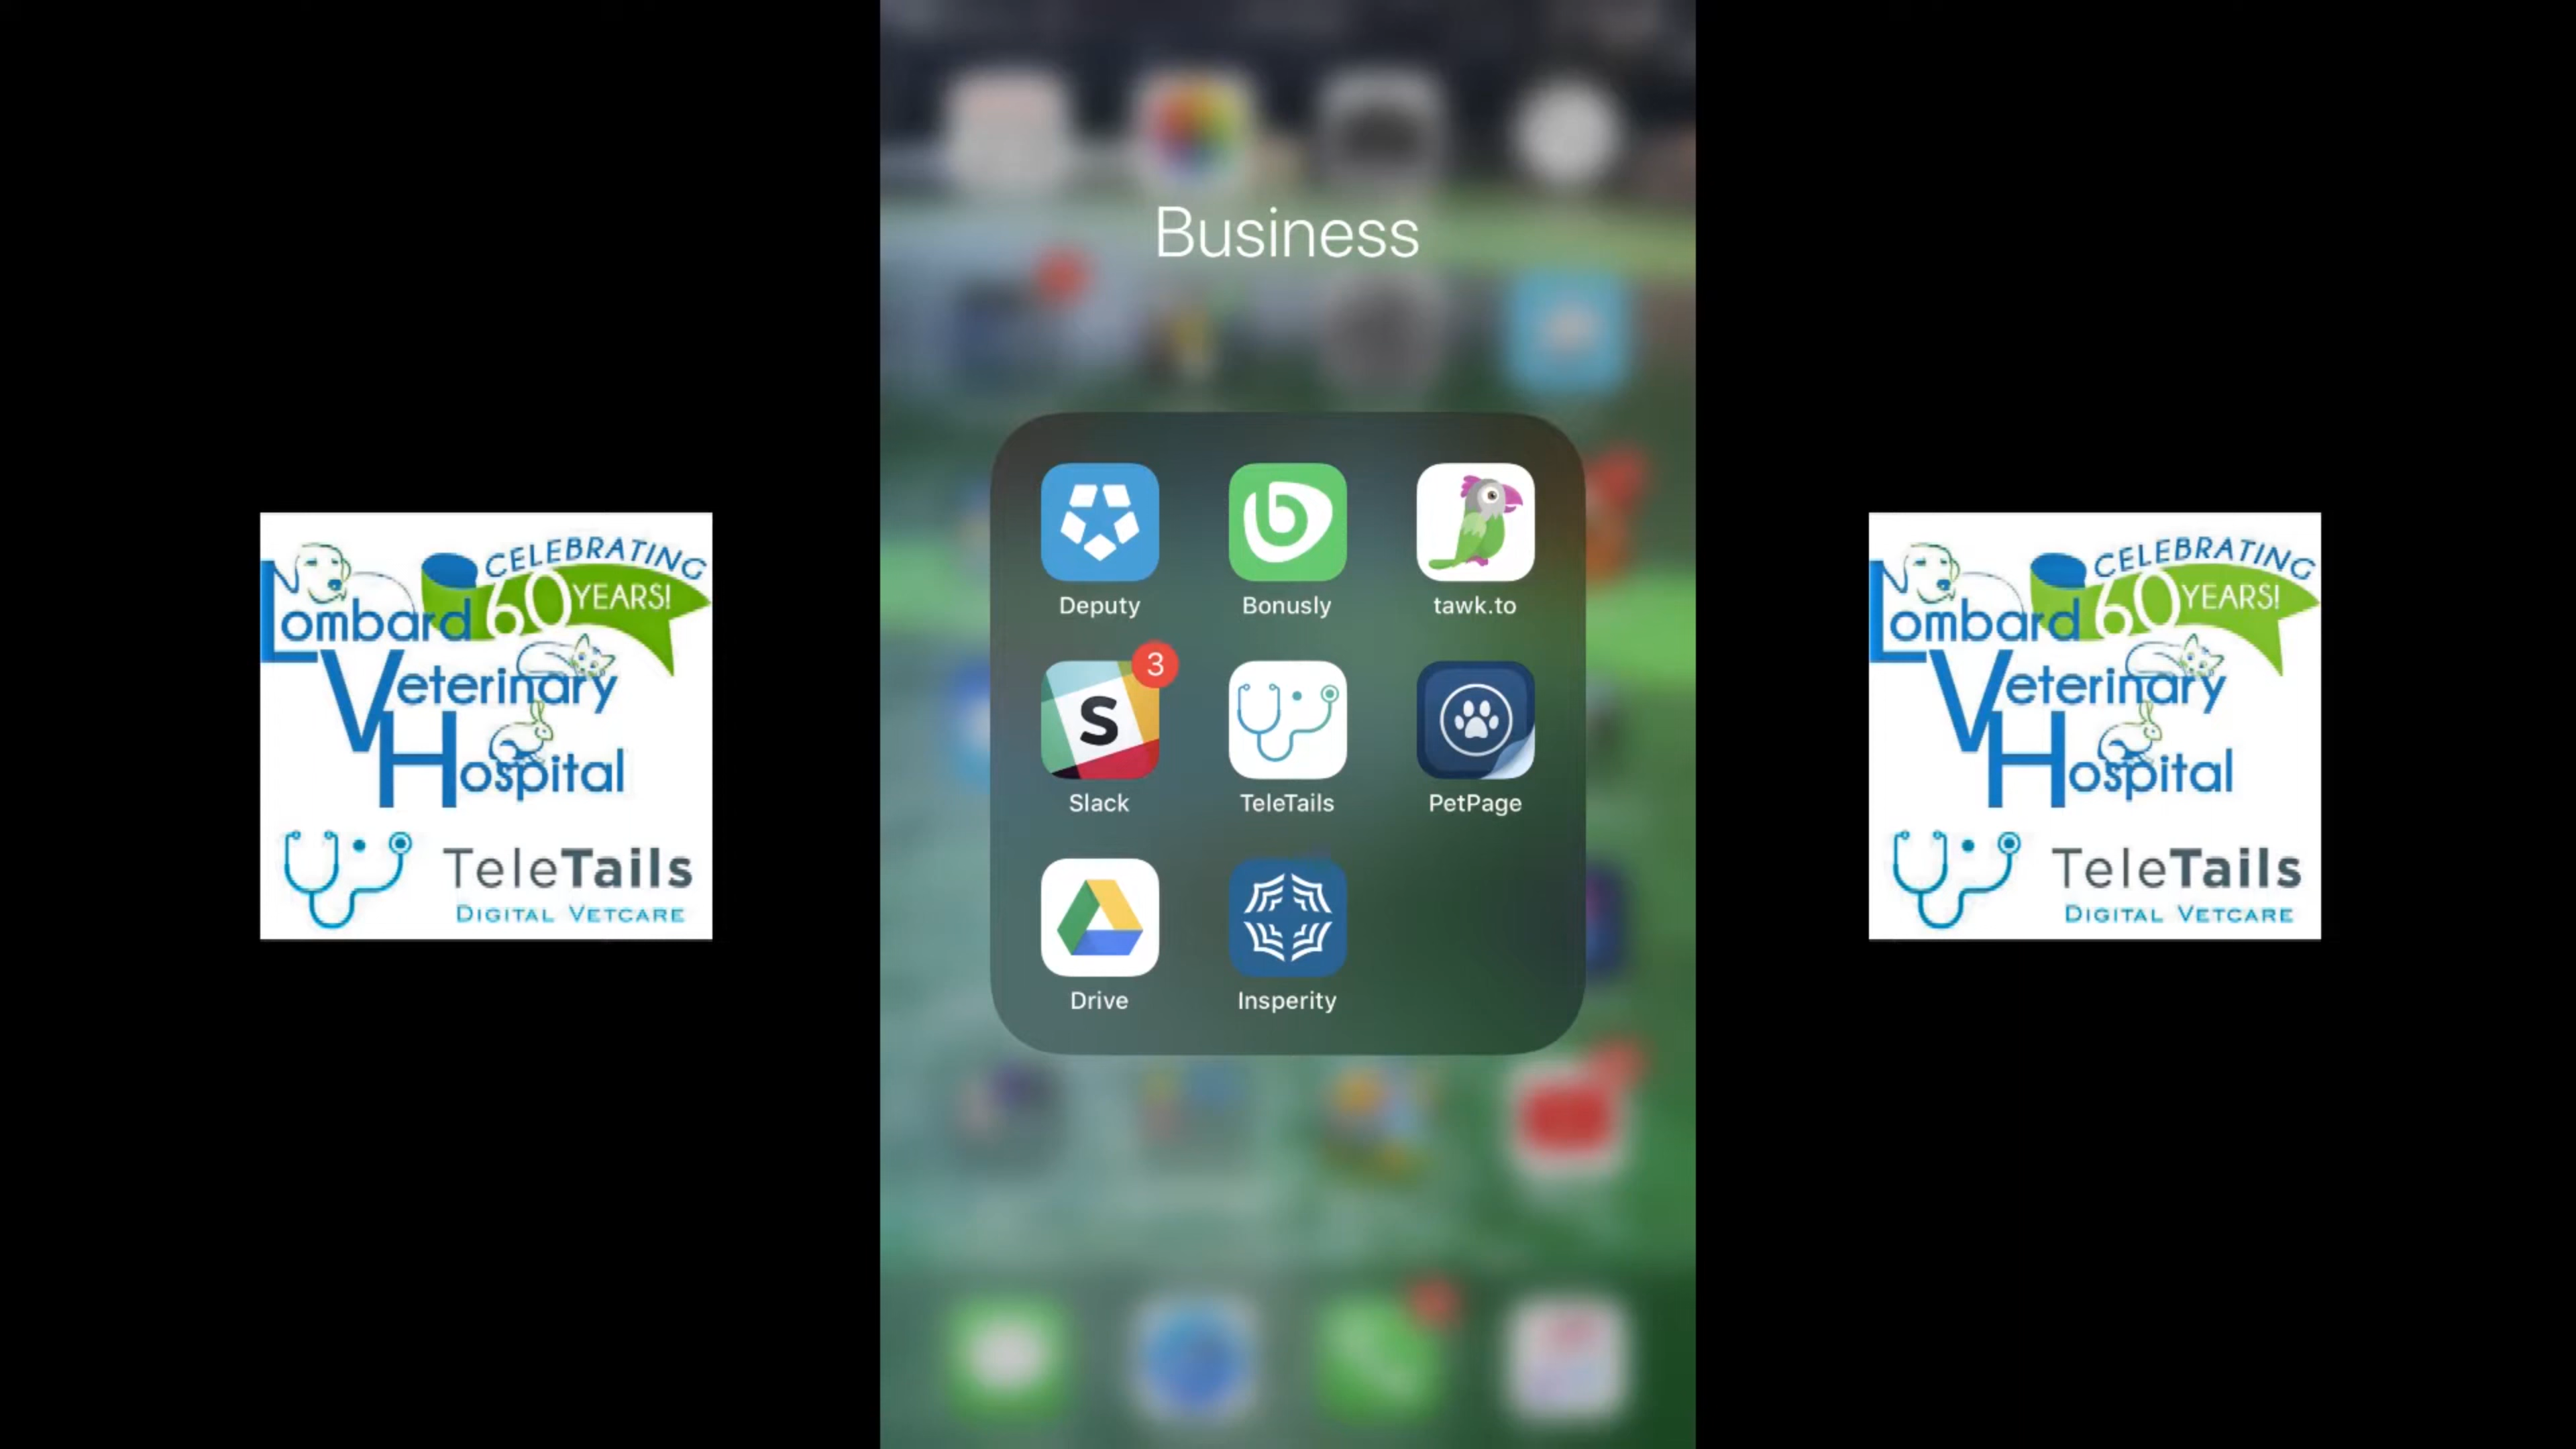 Business
Deputy
Bonusly
tawk.to
3
Slack
TeleTails
PetPage
Drive
Insperity
CELEBRATING
60 YEARS!
Lombard
Veterinary
Hospital
TeleTails
DIGITAL VETCARE
CELEBRATING
60 YEARS!
Lombard
Veterinary
Hospital
TeleTails
DIGITAL VETCARE